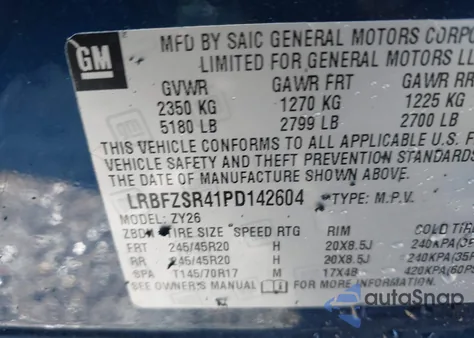 GM
MFD BY SAIC GENERAL MOTORS CORPO
LIMITED FOR GENERAL MOTORS LL
GVWR GAWR FRT GAWR RR
2350 KG 1270 KG 1225 KG
5180 LB 2799 LB 2700 LB
THIS VEHICLE CONFORMS TO ALL APPLICABLE U.S. F
VEHICLE SAFETY AND THEFT PREVENTION STANDAR
THE DATE OF MANUFACTURE SHOWN ABOVE.
LRBFZSR41PD142604 TYPE: M.P.V.
MODEL: ZY26
TIRE SIZE SPEED RTG RIM COLD TIR
FRT 245/45R20 H 20X8.5J 240KPA(35P
RR 245/45R20 H 20X8.5J 240KPA(35
SPA T145/70R17 M 17X4B 420KPA(60P
SEE OWNER'S MANUAL FOR MORE INFORMATION.
autoSnap